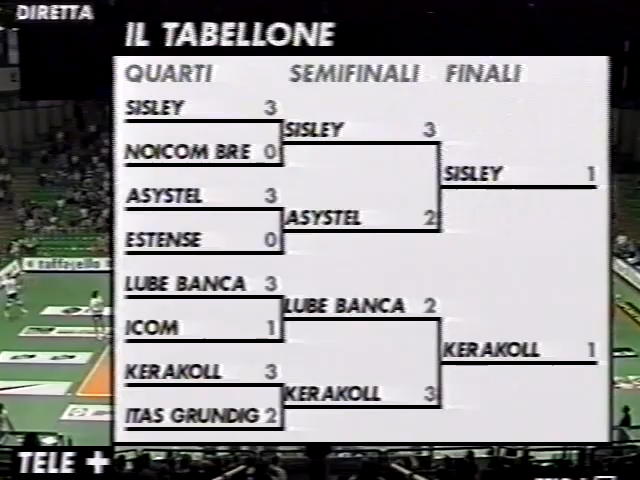 DIRETTA
IL TABELLONE
QUARTI SEMIFINALI FINALI
SISLEY 3
NOICOM BRE 0
ASYSTEL 3
ESTENSE 0
LUBE BANCA 3
ICOM 1
KERAKOLL 3
ITAS GRUNDIG 2
SISLEY 3
ASYSTEL 2
LUBE BANCA 2
KERAKOLL 3
SISLEY 1
KERAKOLL 1
taffajello
TELE +